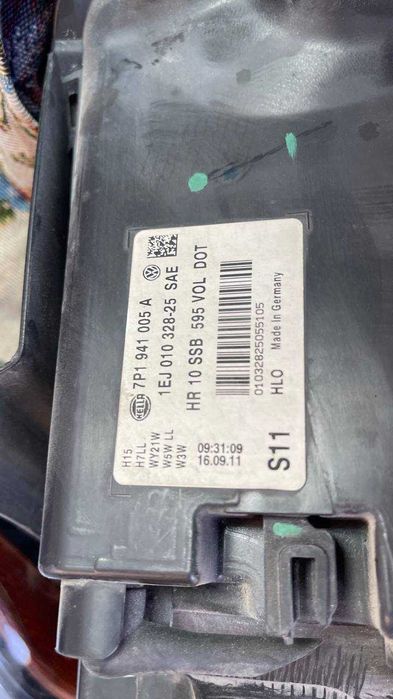 HELLA 7P1 941 005 A
1EJ 010 328-25 SAE
HR 10 SSB 595 VOL DOT
01032825055105
HLO Made In Germany
H15
H7LL
WY21W
W5W LL
W3W
09:31:09
16.09.11
S11